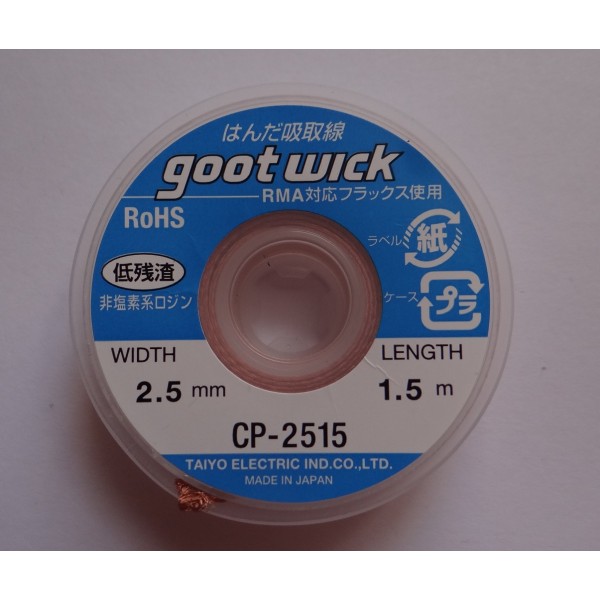 はんだ吸取線
goot wick
RMA対応フラックス使用
RoHS
ラベル 紙
低残渣
非塩素系ロジン
ケース プラ
WIDTH
2.5 mm
LENGTH
1.5 m
CP-2515
TAIYO ELECTRIC IND.CO.,LTD.
MADE IN JAPAN